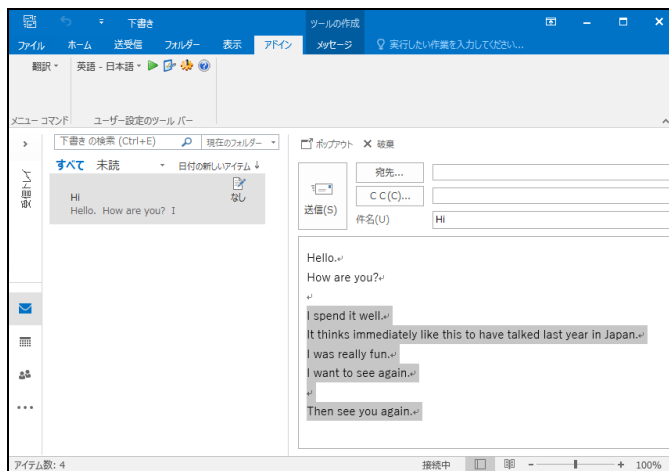 下書き
ツールの作成
ファイル ホーム 送受信 フォルダー 表示 アドイン メッセージ 実行したい作業を入力してください...
翻訳 英語 - 日本語
メニュー コマンド ユーザー設定のツール バー
下書き の検索 (Ctrl+E) 現在のフォルダー
すべて 未読 日付の新しいアイテム ↓
Hi なし
Hello. How are you? I
受信トレイ
ポップアウト 破棄
送信(S)
宛先...
C C(C)...
件名(U) Hi
Hello.↵
How are you?↵
↵
I spend it well.↵
It thinks immediately like this to have talked last year in Japan.↵
I was really fun.↵
I want to see again.↵
↵
Then see you again.↵
アイテム数: 4 接続中 100%